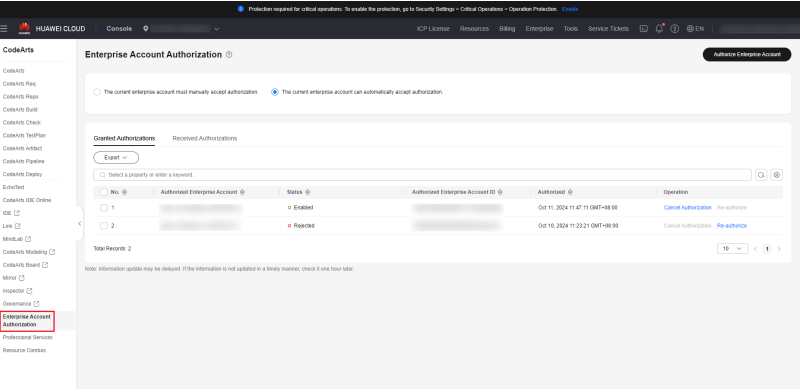 Protection required for critical operations. To enable the protection, go to Security Settings > Critical Operations > Operation Protection. Enable
HUAWEI CLOUD Console ICP License Resources Billing Enterprise Tools Service Tickets EN
CodeArts
CodeArts
CodeArts Req
CodeArts Repo
CodeArts Build
CodeArts Check
CodeArts TestPlan
CodeArts Artifact
CodeArts Pipeline
CodeArts Deploy
EchoTest
CodeArts IDE Online
IDE
Link
MindLab
CodeArts Modeling
CodeArts Board
Mirror
Inspector
Governance
Enterprise Account
Authorization
Professional Services
Resource Combos
Enterprise Account Authorization
Authorize Enterprise Account
The current enterprise account must manually accept authorization.
The current enterprise account can automatically accept authorization.
Granted Authorizations Received Authorizations
Export
Select a property or enter a keyword.
No. Authorized Enterprise Account Status Authorized Enterprise Account ID Authorized Operation
1 Enabled Oct 11, 2024 11:47:11 GMT+08:00 Cancel Authorization Re-authorize
2 Rejected Oct 10, 2024 11:23:21 GMT+08:00 Cancel Authorization Re-authorize
Total Records: 2
10 < 1 >
Note: Information update may be delayed. If the information is not updated in a timely manner, check it one hour later.